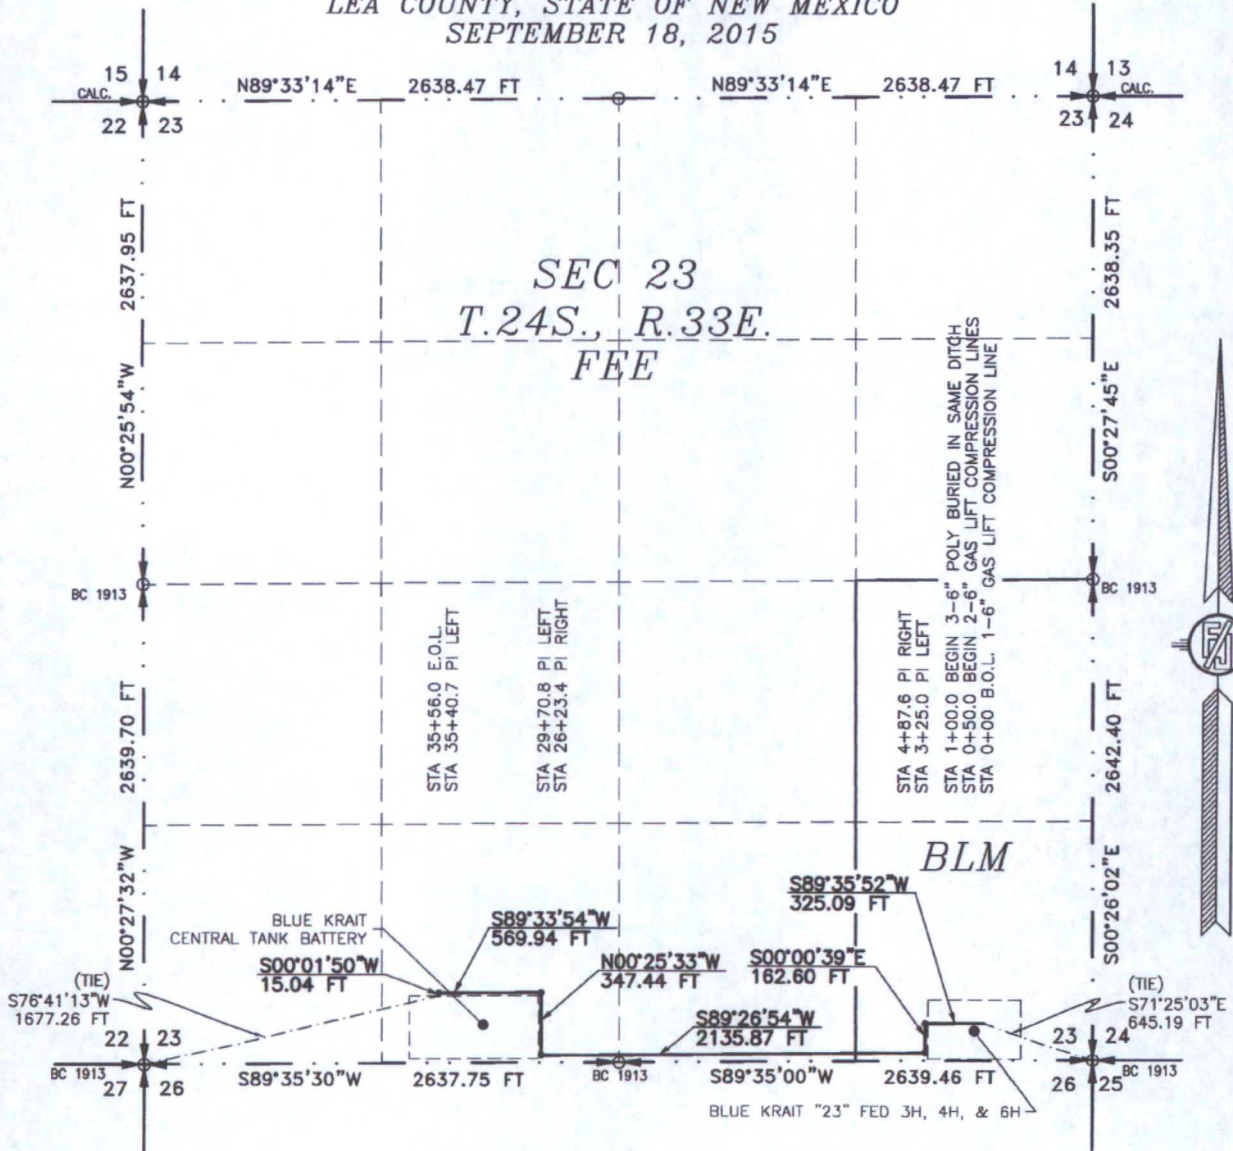 LEA COUNTY, STATE OF NEW MEXICO
SEPTEMBER 18, 2015
15 14
CALC.
22 23
N89°33'14"E 2638.47 FT
N89°33'14"E 2638.47 FT
14 13
CALC.
23 24
N00°25'54"W 2637.95 FT
SEC 23
T.24S., R.33E.
FEE
S00°27'45"E 2638.35 FT
BC 1913
BC 1913
STA 35+56.0 E.O.L.
STA 35+40.7 PI LEFT
STA 29+70.8 PI LEFT
STA 26+23.4 PI RIGHT
STA 4+87.6 PI RIGHT
STA 3+25.0 PI LEFT
STA 1+00.0 BEGIN 3-6" POLY BURIED IN SAME DITCH
STA 0+50.0 BEGIN 2-6" GAS LIFT COMPRESSION LINES
STA 0+00 B.O.L. 1-6" GAS LIFT COMPRESSION LINE
N00°27'32"W 2639.70 FT
S00°26'02"E 2642.40 FT
BLM
S89°35'52"W
325.09 FT
BLUE KRAIT
CENTRAL TANK BATTERY
S89°33'54"W
569.94 FT
S00°01'50"W
15.04 FT
N00°25'33"W
347.44 FT
S00°00'39"E
162.60 FT
(TIE)
S76°41'13"W
1677.26 FT
(TIE)
S71°25'03"E
645.19 FT
S89°26'54"W
2135.87 FT
22 23
BC 1913
27 26
S89°35'30"W 2637.75 FT
BC 1913
S89°35'00"W 2639.46 FT
23 24
BC 1913
26 25
BLUE KRAIT "23" FED 3H, 4H, & 6H